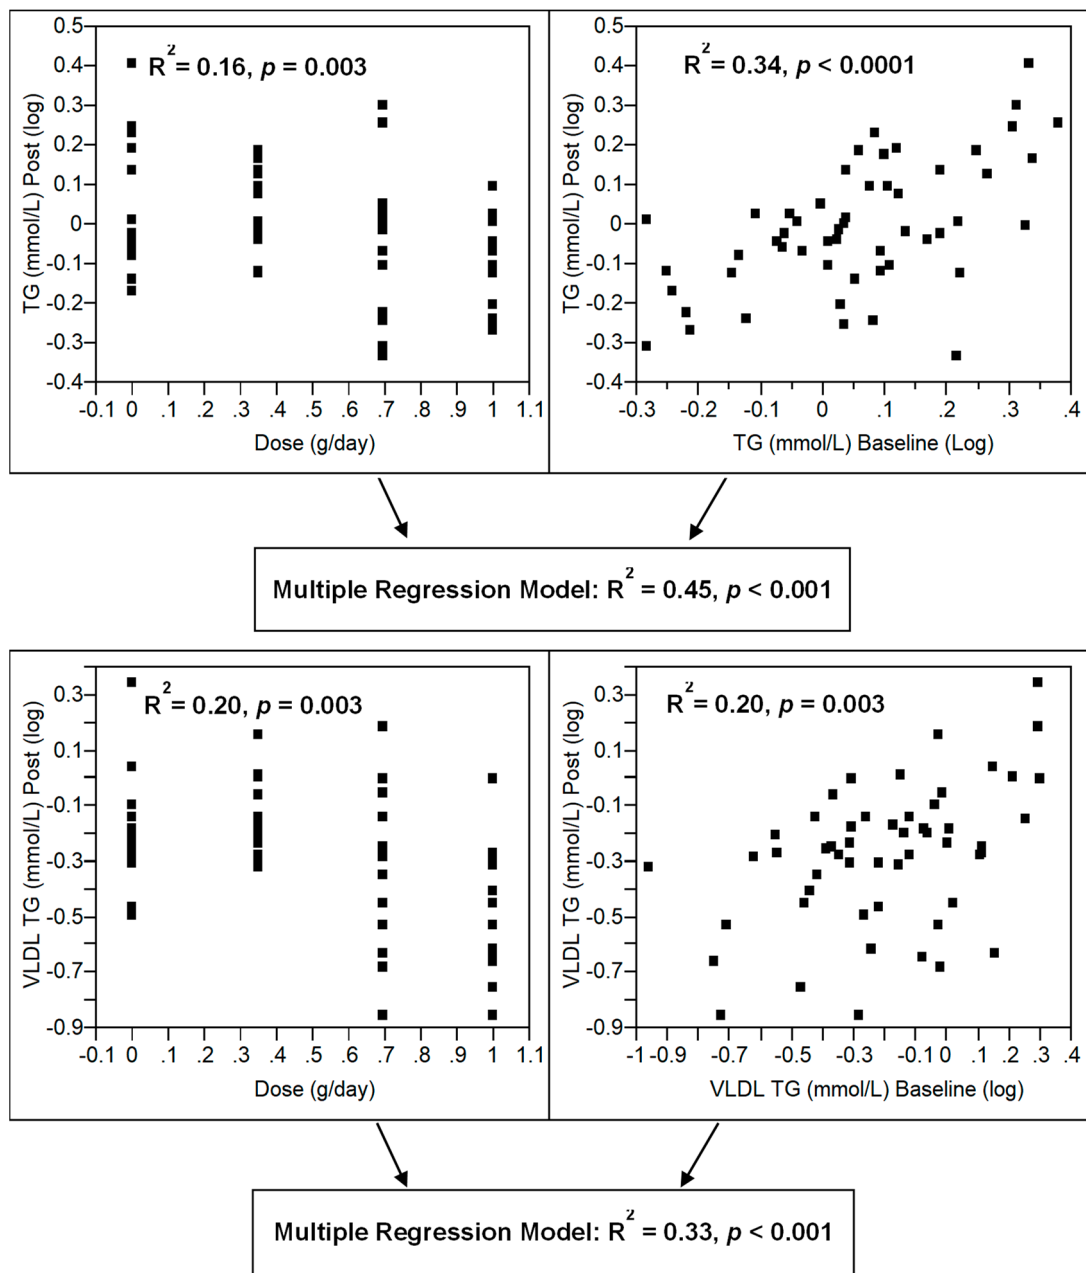 R² = 0.16, p = 0.003
TG (mmol/L) Post (log)
0.5
0.4
0.3
0.2
0.1
0
-0.1
-0.2
-0.3
-0.4
-0.1 0 .1 .2 .3 .4 .5 .6 .7 .8 .9 1 1.1
Dose (g/day)
R² = 0.34, p < 0.0001
TG (mmol/L) Post (log)
0.5
0.4
0.3
0.2
0.1
0
-0.1
-0.2
-0.3
-0.4
-0.3 -0.1 0 .1 .2 .3 .4
TG (mmol/L) Baseline (Log)
Multiple Regression Model: R² = 0.45, p < 0.001
R² = 0.20, p = 0.003
VLDL TG (mmol/L) Post (log)
0.3
0.1
-0.1
-0.3
-0.5
-0.7
-0.9
-0.1 0 .1 .2 .3 .4 .5 .6 .7 .8 .9 1 1.1
Dose (g/day)
R² = 0.20, p = 0.003
VLDL TG (mmol/L) Post (log)
0.3
0.1
-0.1
-0.3
-0.5
-0.7
-0.9
-1 -0.9 -0.7 -0.5 -0.3 -0.1 0 .1 .2 .3 .4
VLDL TG (mmol/L) Baseline (log)
Multiple Regression Model: R² = 0.33, p < 0.001